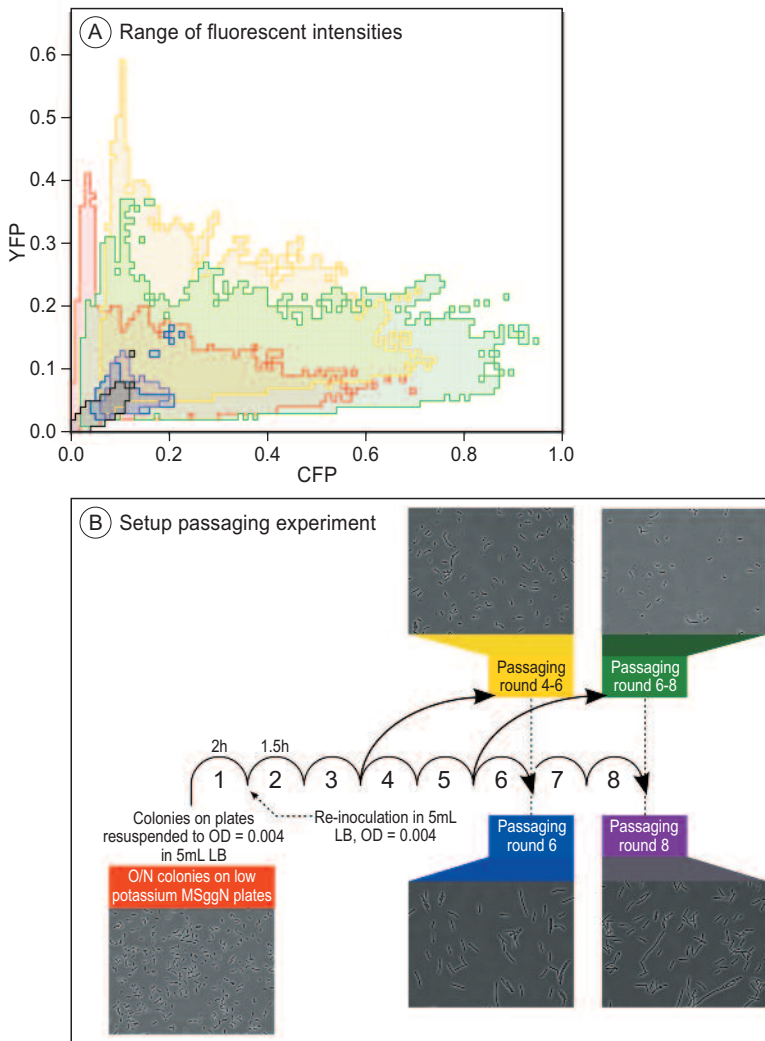 A Range of fluorescent intensities
0.6
0.5
0.4
0.3
0.2
0.1
0.0
YFP
0.0 0.2 0.4 0.6 0.8 1.0
CFP
B Setup passaging experiment
Passaging
round 4-6
Passaging
round 6-8
2h 1.5h
1 2 3 4 5 6 7 8
Colonies on plates
resuspended to OD = 0.004
in 5mL LB
Re-inoculation in 5mL
LB, OD = 0.004
O/N colonies on low
potassium MSggN plates
Passaging
round 6
Passaging
round 8